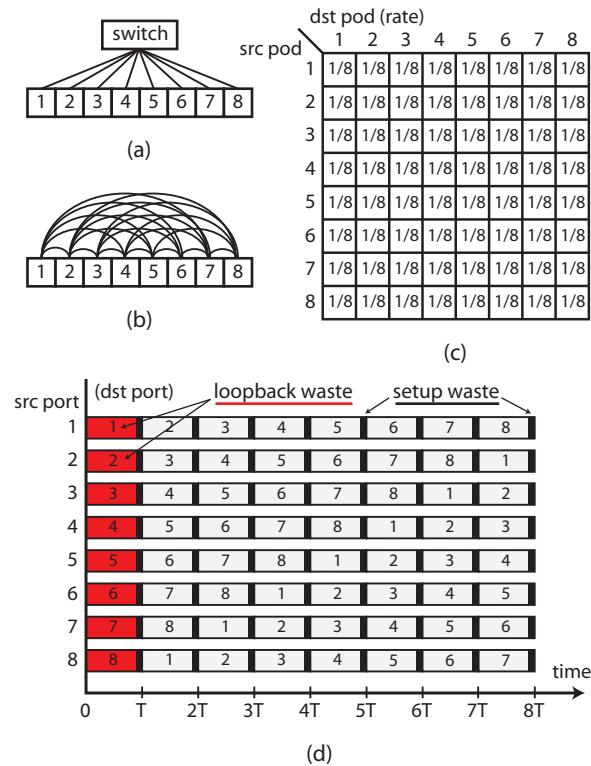 switch
1 2 3 4 5 6 7 8
(a)
1 2 3 4 5 6 7 8
(b)
dst pod (rate)
src pod
1 2 3 4 5 6 7 8
1 1/8 1/8 1/8 1/8 1/8 1/8 1/8 1/8
2 1/8 1/8 1/8 1/8 1/8 1/8 1/8 1/8
3 1/8 1/8 1/8 1/8 1/8 1/8 1/8 1/8
4 1/8 1/8 1/8 1/8 1/8 1/8 1/8 1/8
5 1/8 1/8 1/8 1/8 1/8 1/8 1/8 1/8
6 1/8 1/8 1/8 1/8 1/8 1/8 1/8 1/8
7 1/8 1/8 1/8 1/8 1/8 1/8 1/8 1/8
8 1/8 1/8 1/8 1/8 1/8 1/8 1/8 1/8
(c)
(dst port) loopback waste setup waste
src port
1 1 2 3 4 5 6 7 8
2 2 3 4 5 6 7 8 1
3 3 4 5 6 7 8 1 2
4 4 5 6 7 8 1 2 3
5 5 6 7 8 1 2 3 4
6 6 7 8 1 2 3 4 5
7 7 8 1 2 3 4 5 6
8 8 1 2 3 4 5 6 7
time
0 T 2T 3T 4T 5T 6T 7T 8T
(d)